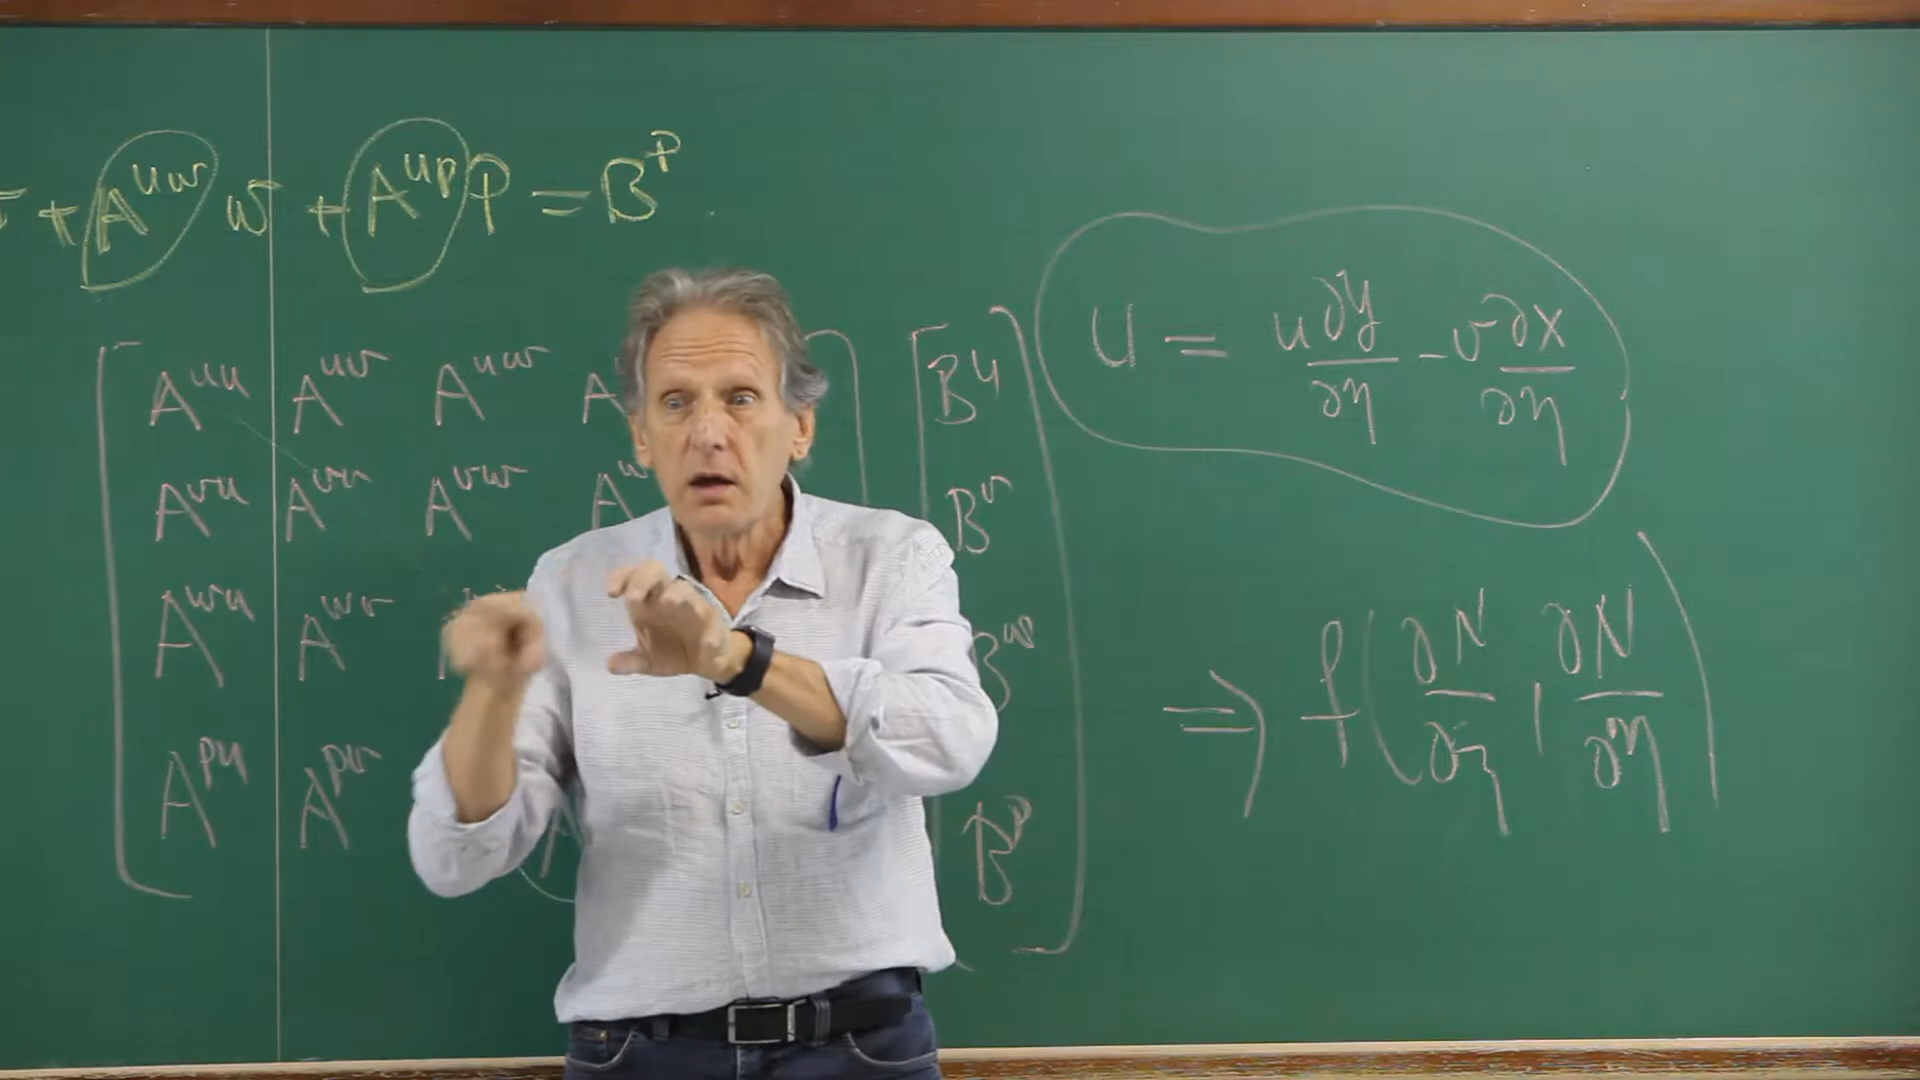 + A^{uw} w + A^{up} P = B^P
A^{uu} A^{uv} A^{uw} A B^u
A^{vu} A^{vv} A^{vw} A B^v
A^{wu} A^{wv} B^w
A^{pu} A^{pv} B^p
U = u ∂y/∂η - v ∂x/∂η
⇒ f(∂N/∂ξ, ∂N/∂η)